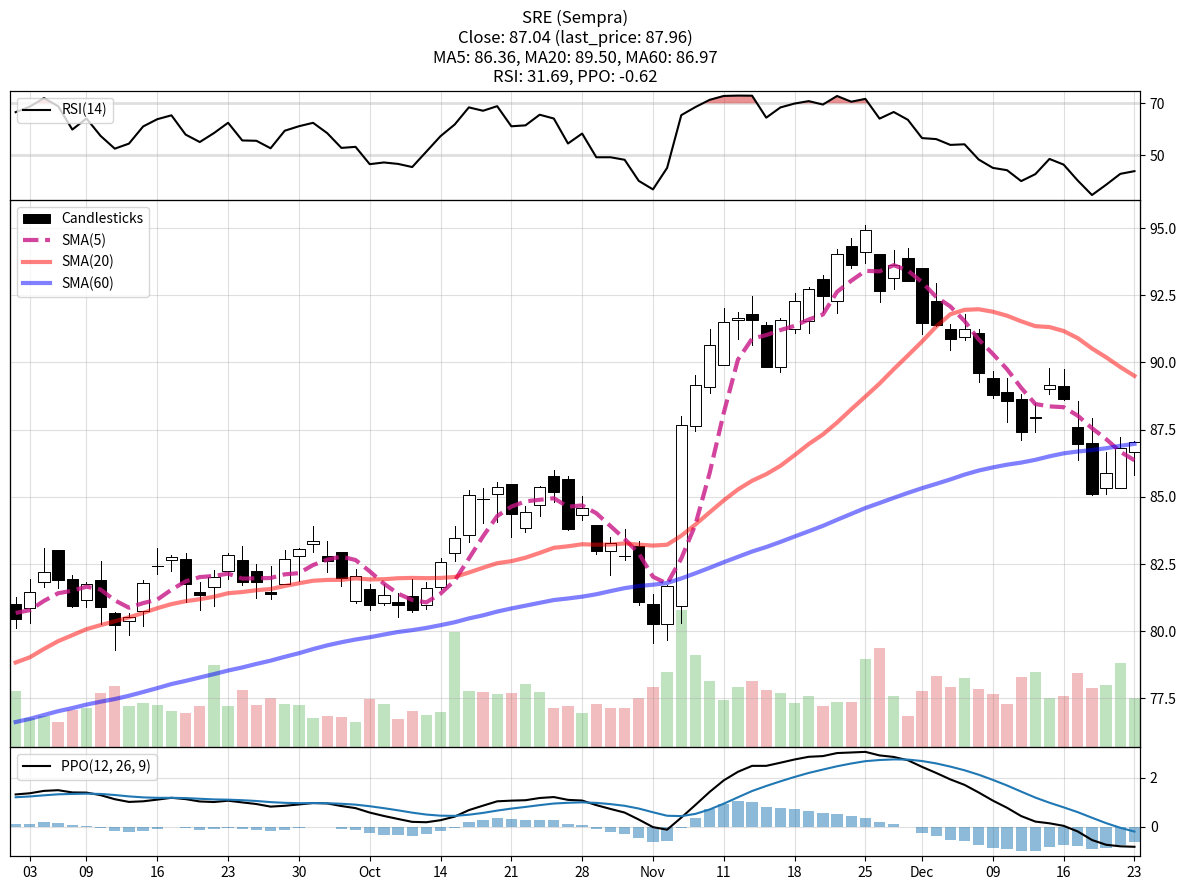 SRE (Sempra)
Close: 87.04 (last_price: 87.96)
MA5: 86.36, MA20: 89.50, MA60: 86.97
RSI: 31.69, PPO: -0.62
RSI(14)
70
50
Candlesticks
SMA(5)
SMA(20)
SMA(60)
95.0
92.5
90.0
87.5
85.0
82.5
80.0
77.5
PPO(12, 26, 9)
2
0
03 09 16 23 30 Oct 14 21 28 Nov 11 18 25 Dec 09 16 23